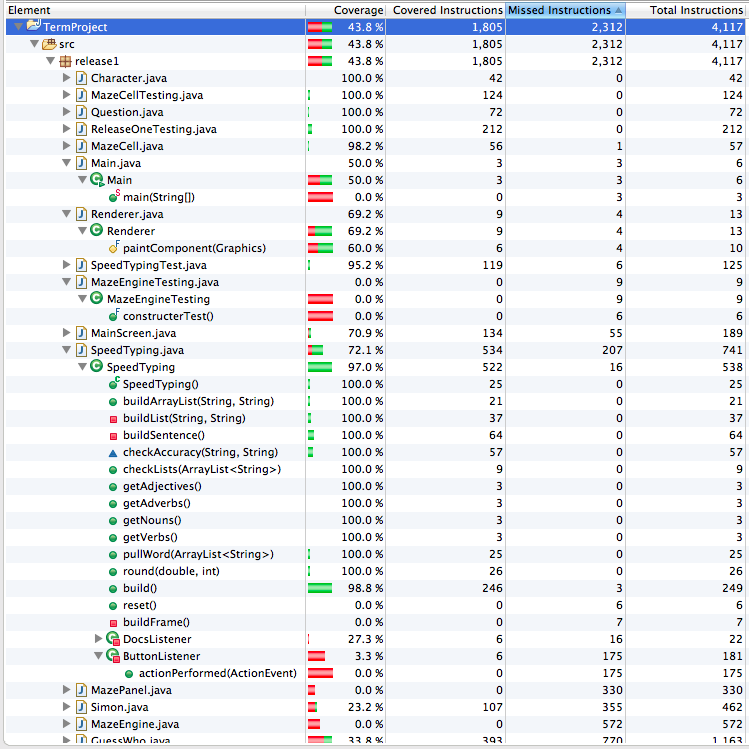 Element Coverage Covered Instructions Missed Instructions Total Instructions
TermProject 43.8 % 1,805 2,312 4,117
src 43.8 % 1,805 2,312 4,117
release1 43.8 % 1,805 2,312 4,117
Character.java 100.0 % 42 0 42
MazeCellTesting.java 100.0 % 124 0 124
Question.java 100.0 % 72 0 72
ReleaseOneTesting.java 100.0 % 212 0 212
MazeCell.java 98.2 % 56 1 57
Main.java 50.0 % 3 3 6
Main 50.0 % 3 3 6
main(String[]) 0.0 % 0 3 3
Renderer.java 69.2 % 9 4 13
Renderer 69.2 % 9 4 13
paintComponent(Graphics) 60.0 % 6 4 10
SpeedTypingTest.java 95.2 % 119 6 125
MazeEngineTesting.java 0.0 % 0 9 9
MazeEngineTesting 0.0 % 0 9 9
constructerTest() 0.0 % 0 6 6
MainScreen.java 70.9 % 134 55 189
SpeedTyping.java 72.1 % 534 207 741
SpeedTyping 97.0 % 522 16 538
SpeedTyping() 100.0 % 25 0 25
buildArrayList(String, String) 100.0 % 21 0 21
buildList(String, String) 100.0 % 37 0 37
buildSentence() 100.0 % 64 0 64
checkAccuracy(String, String) 100.0 % 57 0 57
checkLists(ArrayList<String>) 100.0 % 9 0 9
getAdjectives() 100.0 % 3 0 3
getAdverbs() 100.0 % 3 0 3
getNouns() 100.0 % 3 0 3
getVerbs() 100.0 % 3 0 3
pullWord(ArrayList<String>) 100.0 % 25 0 25
round(double, int) 100.0 % 26 0 26
build() 98.8 % 246 3 249
reset() 0.0 % 0 6 6
buildFrame() 0.0 % 0 7 7
DocsListener 27.3 % 6 16 22
ButtonListener 3.3 % 6 175 181
actionPerformed(ActionEvent) 0.0 % 0 175 175
MazePanel.java 0.0 % 0 330 330
Simon.java 23.2 % 107 355 462
MazeEngine.java 0.0 % 0 572 572
GuessWho.java 33.8 % 393 770 1,163